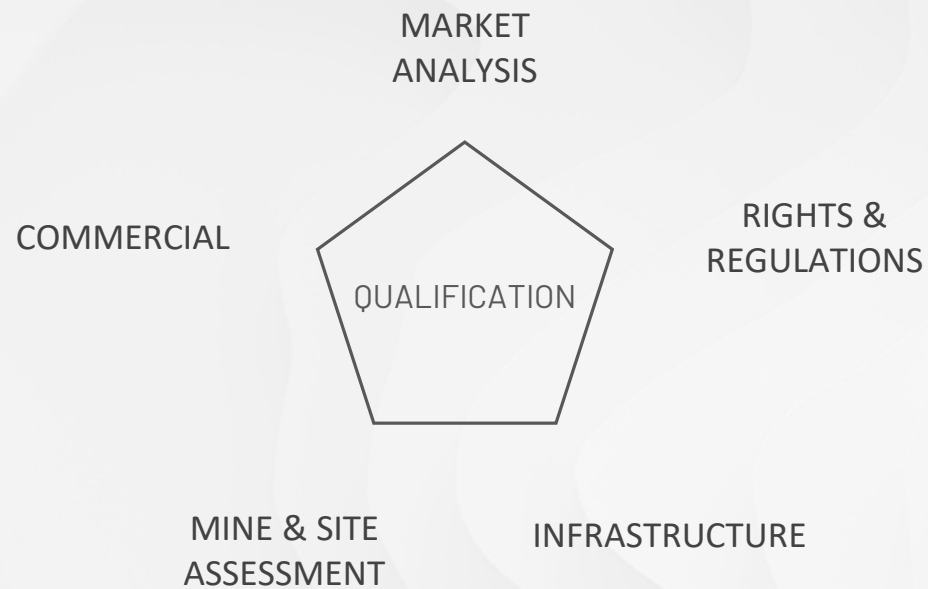 MARKET
ANALYSIS
COMMERCIAL
RIGHTS &
REGULATIONS
QUALIFICATION
MINE & SITE
ASSESSMENT
INFRASTRUCTURE